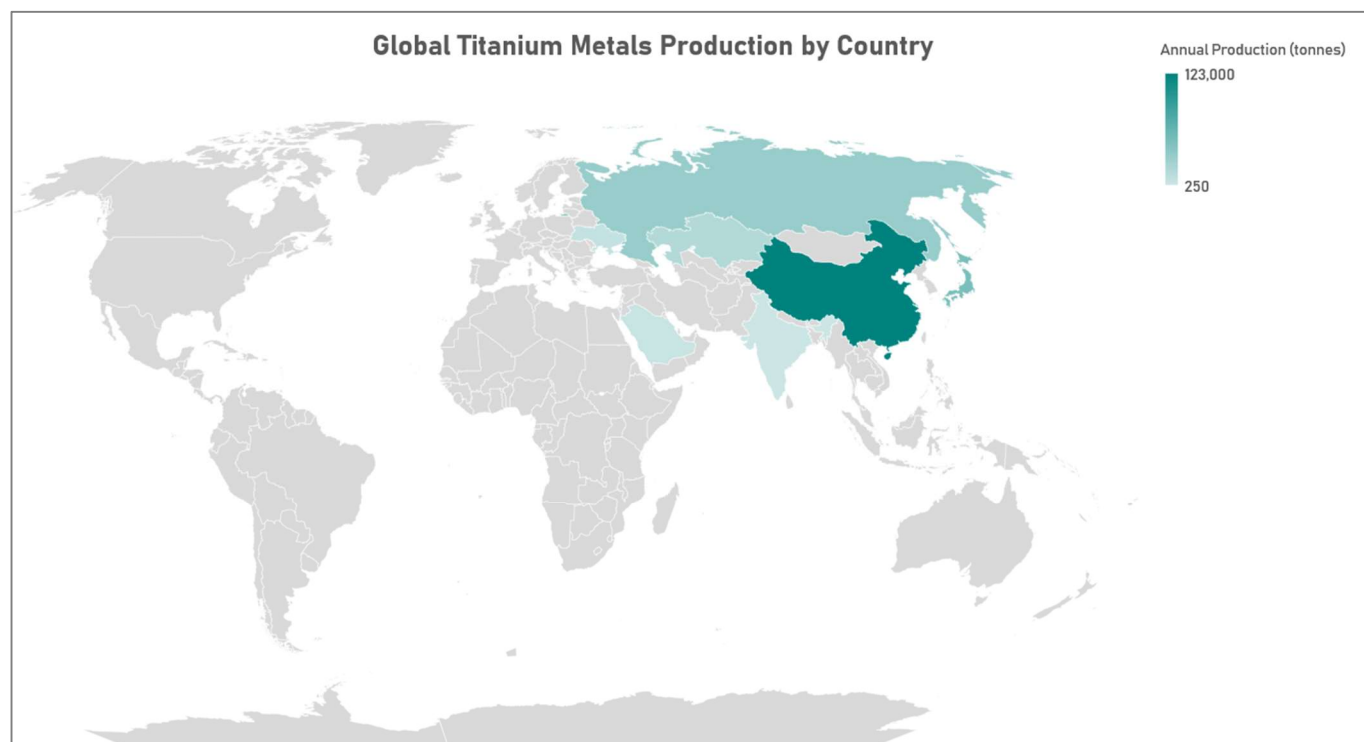 Global Titanium Metals Production by Country
Annual Production (tonnes)
123,000
250